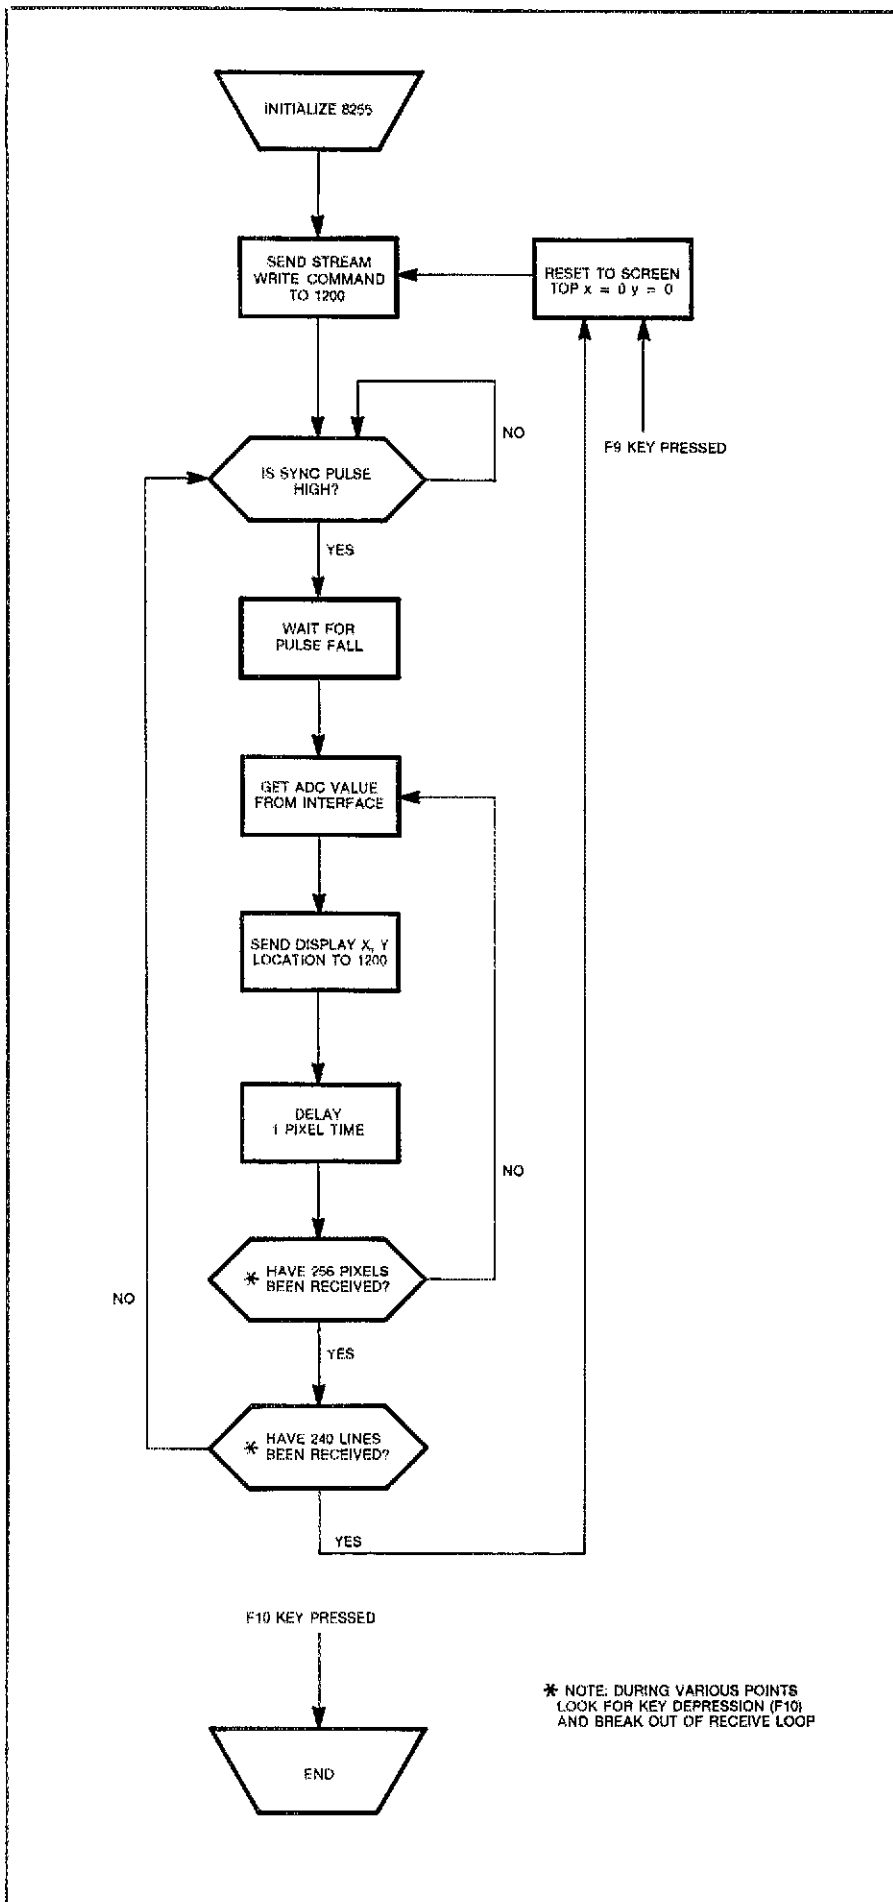 INITIALIZE 8255
SEND STREAM
WRITE COMMAND
TO 1200
RESET TO SCREEN
TOP x = 0 y = 0
NO
F9 KEY PRESSED
IS SYNC PULSE
HIGH?
YES
WAIT FOR
PULSE FALL
GET ADC VALUE
FROM INTERFACE
SEND DISPLAY X, Y
LOCATION TO 1200
DELAY
1 PIXEL TIME
NO
* HAVE 256 PIXELS
BEEN RECEIVED?
NO
YES
* HAVE 240 LINES
BEEN RECEIVED?
YES
F10 KEY PRESSED
* NOTE: DURING VARIOUS POINTS
LOOK FOR KEY DEPRESSION (F10)
AND BREAK OUT OF RECEIVE LOOP
END